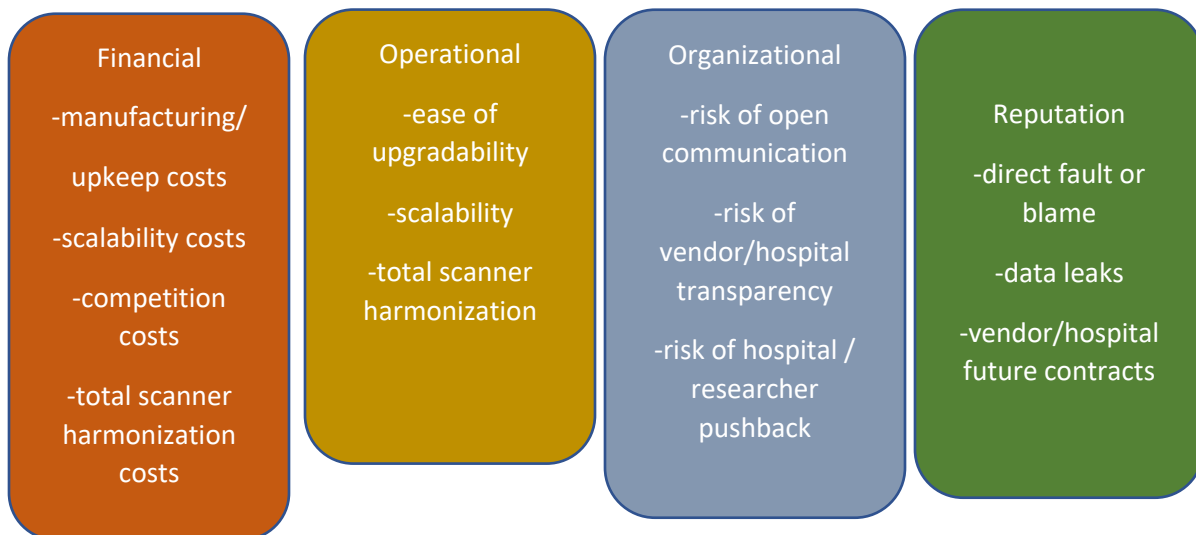 Financial
-manufacturing/
upkeep costs
-scalability costs
-competition
costs
-total scanner
harmonization
costs
Operational
-ease of
upgradability
-scalability
-total scanner
harmonization
Organizational
-risk of open
communication
-risk of
vendor/hospital
transparency
-risk of hospital /
researcher
pushback
Reputation
-direct fault or
blame
-data leaks
-vendor/hospital
future contracts